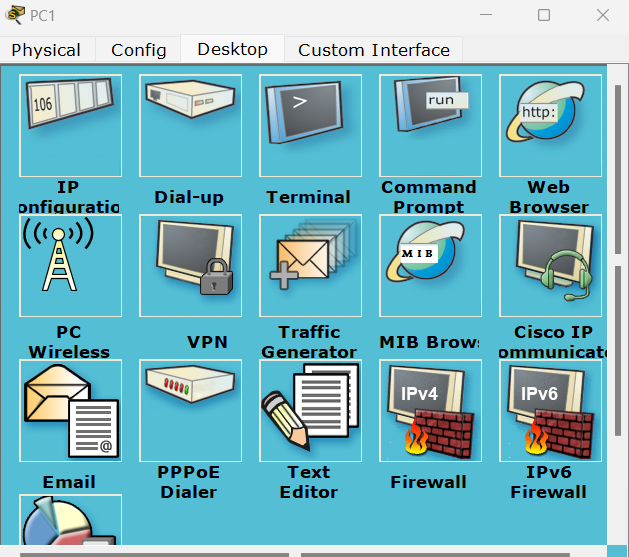 PC1
Physical Config Desktop Custom Interface
106 > run http:
IP Dial-up Terminal Command Web
onfiguratio Prompt Browser
MIB
PC VPN Traffic MIB Brows Cisco IP
Wireless Generator ommunicato
@ IPv4 IPv6
Email PPPoE Text Firewall IPv6
Dialer Editor Firewall